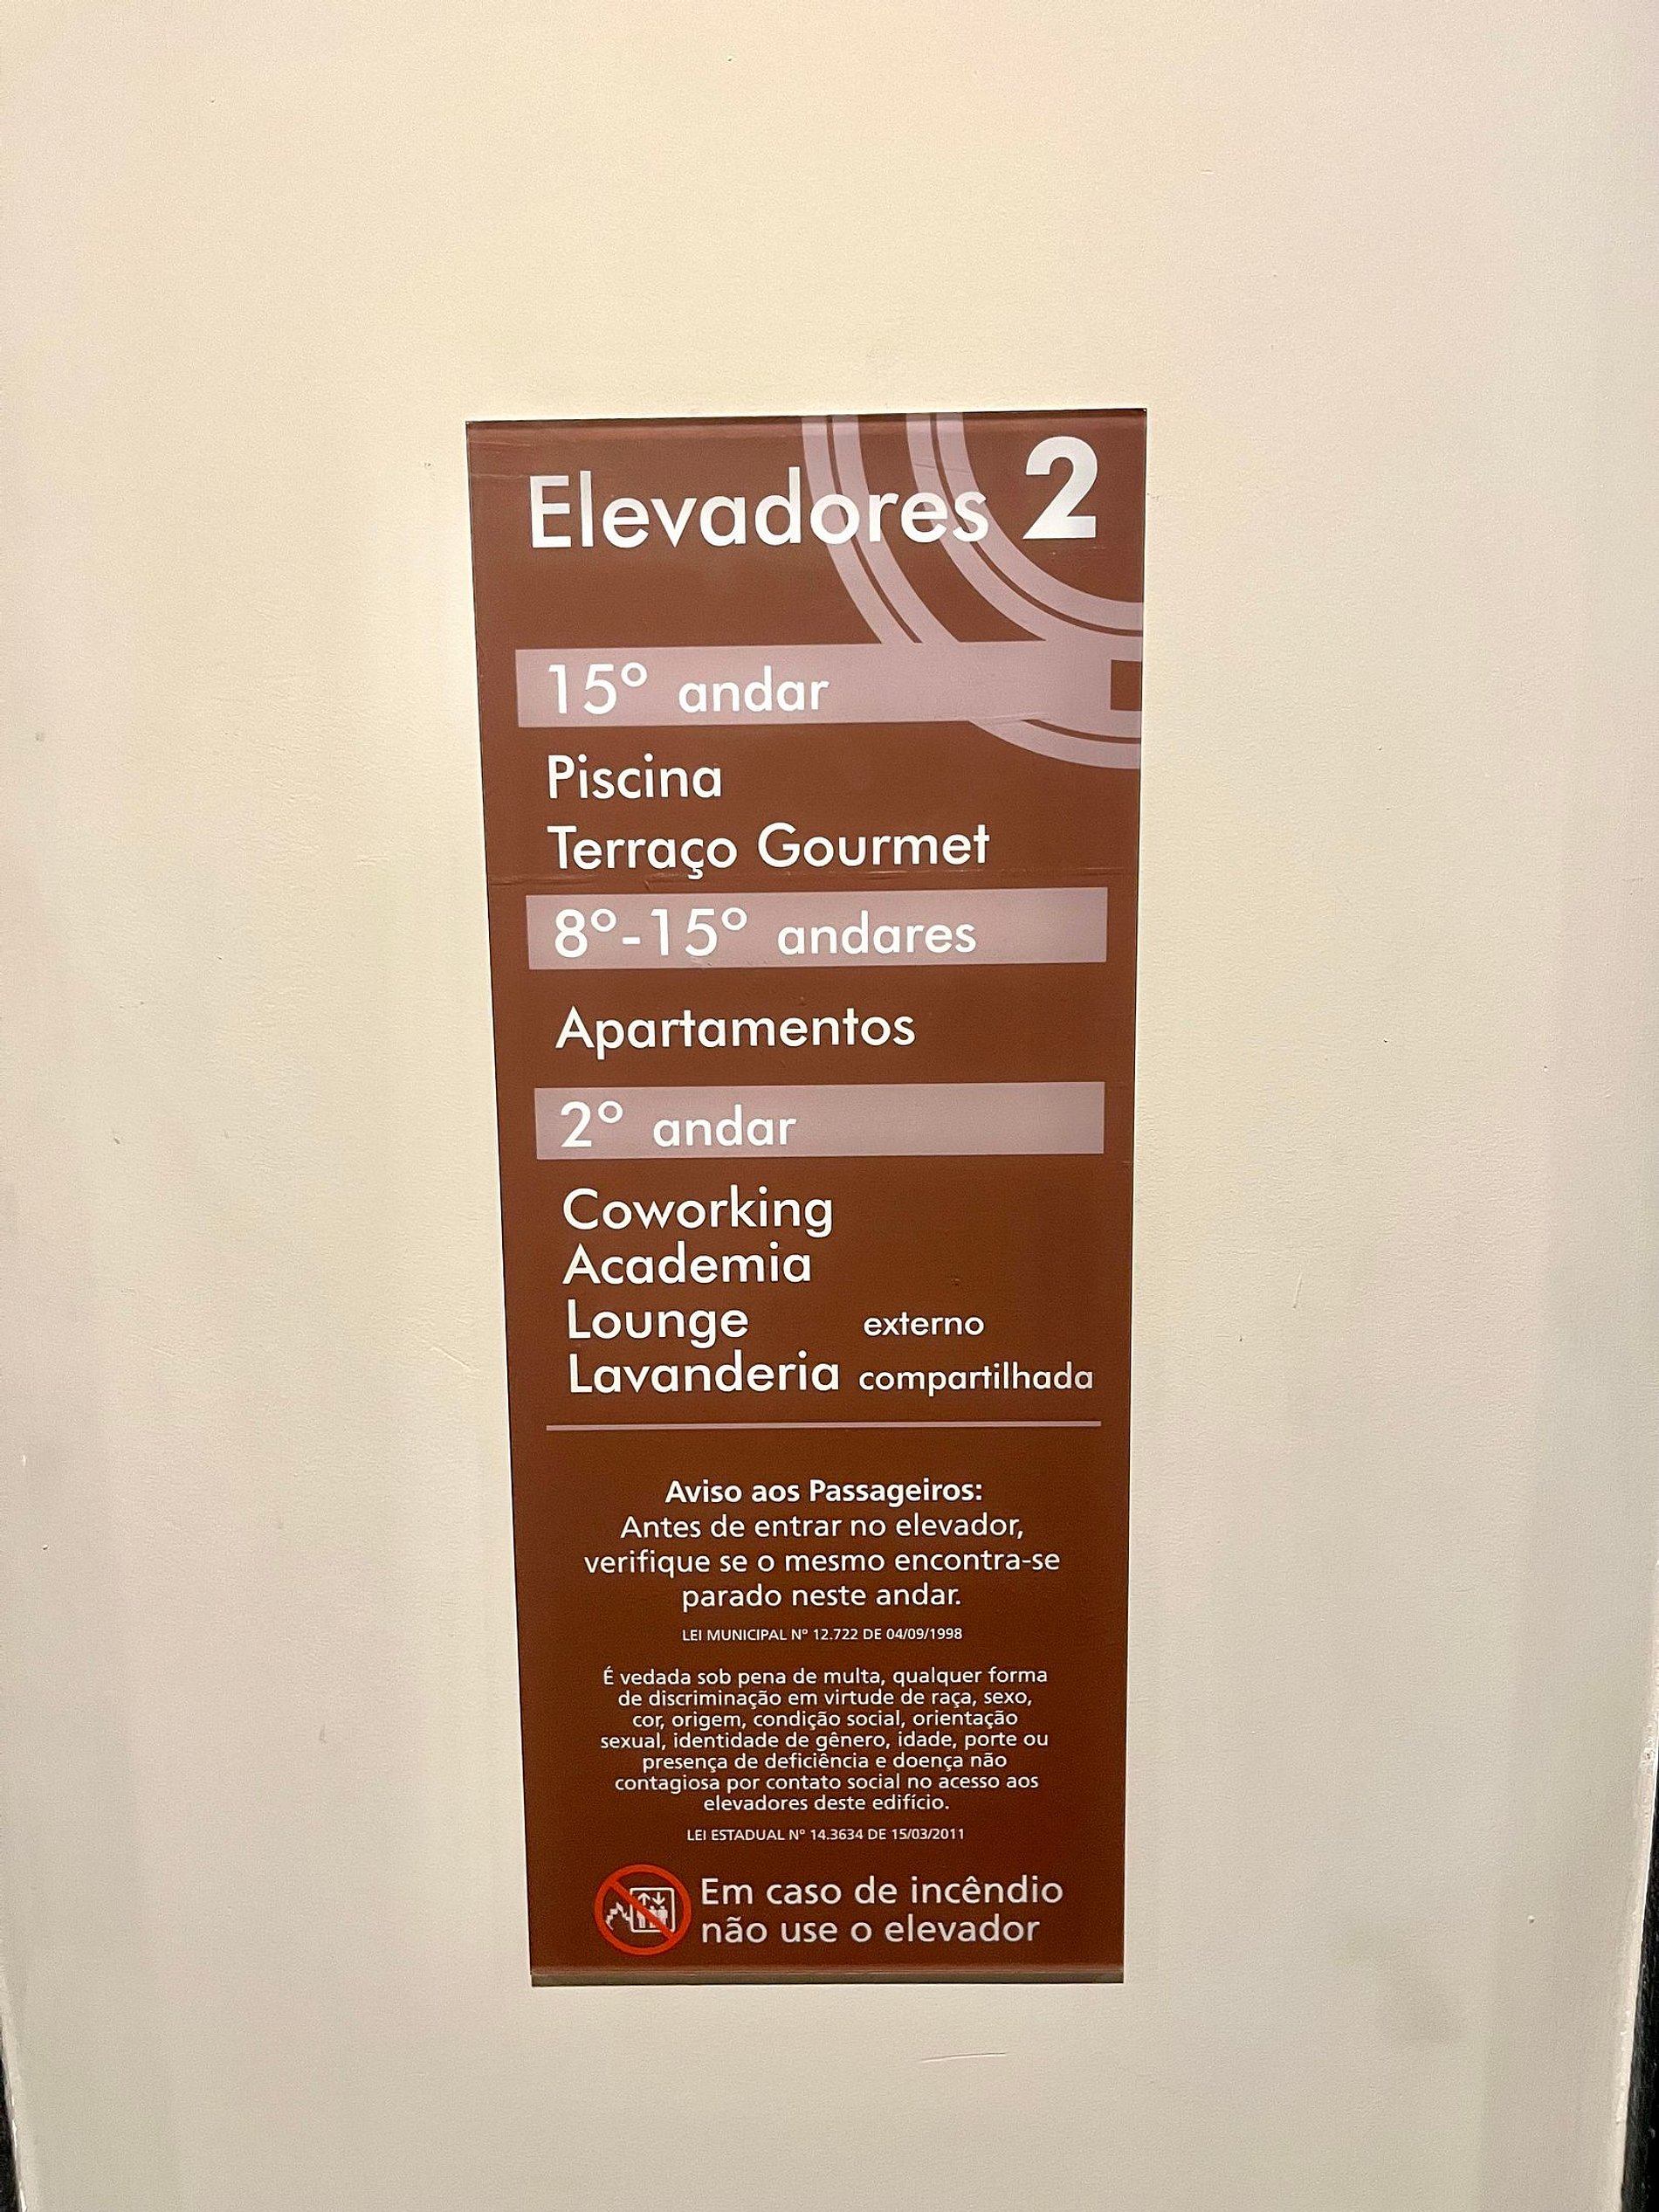 Elevadores 2
15º andar
Piscina
Terraço Gourmet
8º-15º andares
Apartamentos
2º andar
Coworking
Academia
Lounge externo
Lavanderia compartilhada
Aviso aos Passageiros:
Antes de entrar no elevador,
verifique se o mesmo encontra-se
parado neste andar.
LEI MUNICIPAL Nº 12.722 DE 04/09/1998
É vedada sob pena de multa, qualquer forma
de discriminação em virtude de raça, sexo,
cor, origem, condição social, orientação
sexual, identidade de gênero, idade, porte ou
presença de deficiência e doença não
contagiosa por contato social no acesso aos
elevadores deste edifício.
LEI ESTADUAL Nº 14.3634 DE 15/03/2011
Em caso de incêndio
não use o elevador